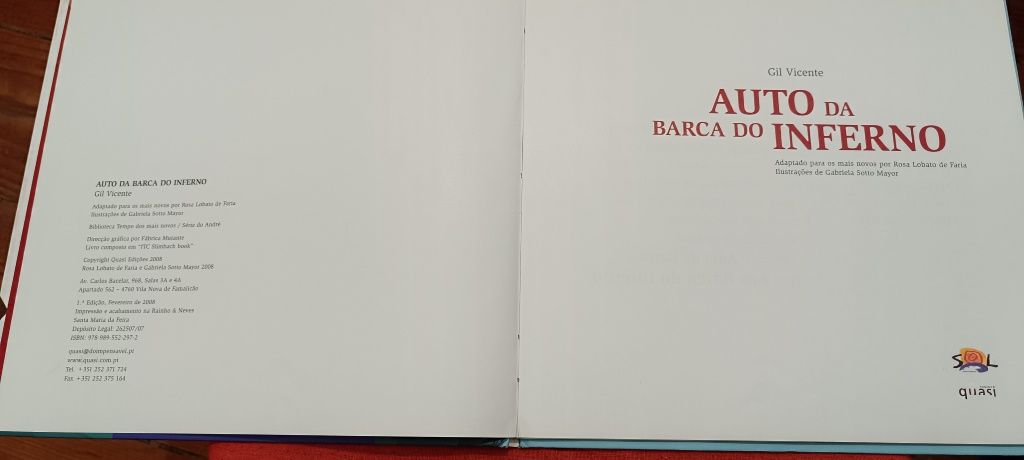 AUTO DA BARCA DO INFERNO
Gil Vicente
Adaptado para os mais novos por Rosa Lobato de Faria
Ilustrações de Gabriela Sotto Mayor
Biblioteca Tempo dos mais novos / Série do André
Direcção gráfica por Fábrica Mutante
Livro composto em "ITC Slimbach book"
Copyright Quasi Edições 2008
Rosa Lobato de Faria e Gabriela Sotto Mayor 2008
Av. Carlos Bacelar, 968, Salas 3A e 4A
Apartado 562 – 4760 Vila Nova de Famalicão
1.ª Edição, Fevereiro de 2008
Impressão e acabamento na Rainho & Neves
Santa Maria da Feira
Depósito Legal: 262507/07
ISBN: 978-989-552-297-2
quasi@doimpensavel.pt
www.quasi.com.pt
Tel. +351 252 371 724
Fax +351 252 375 164
Gil Vicente
AUTO DA
BARCA DO INFERNO
Adaptado para os mais novos por Rosa Lobato de Faria
Ilustrações de Gabriela Sotto Mayor
SOL
quasi